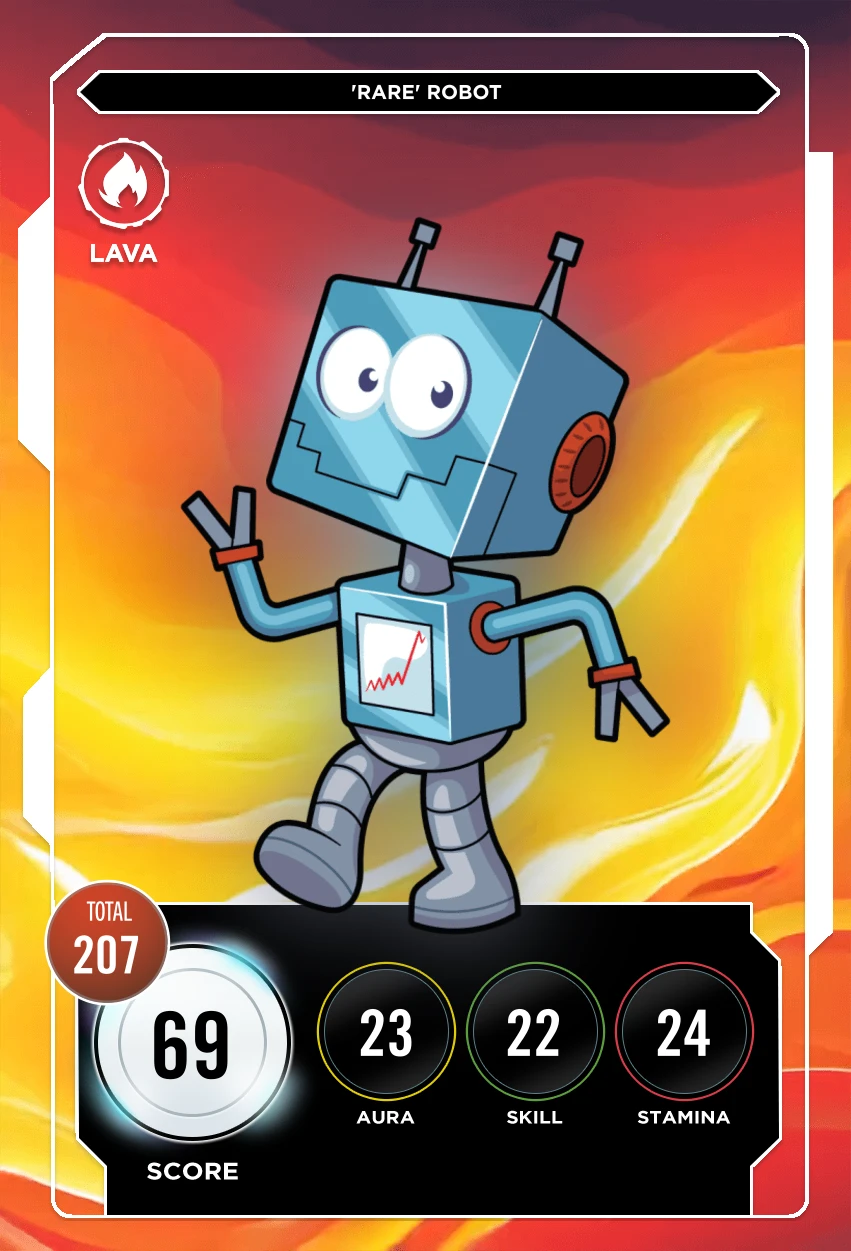 'RARE' ROBOT
LAVA
TOTAL
207
69
23
22
24
AURA
SKILL
STAMINA
SCORE